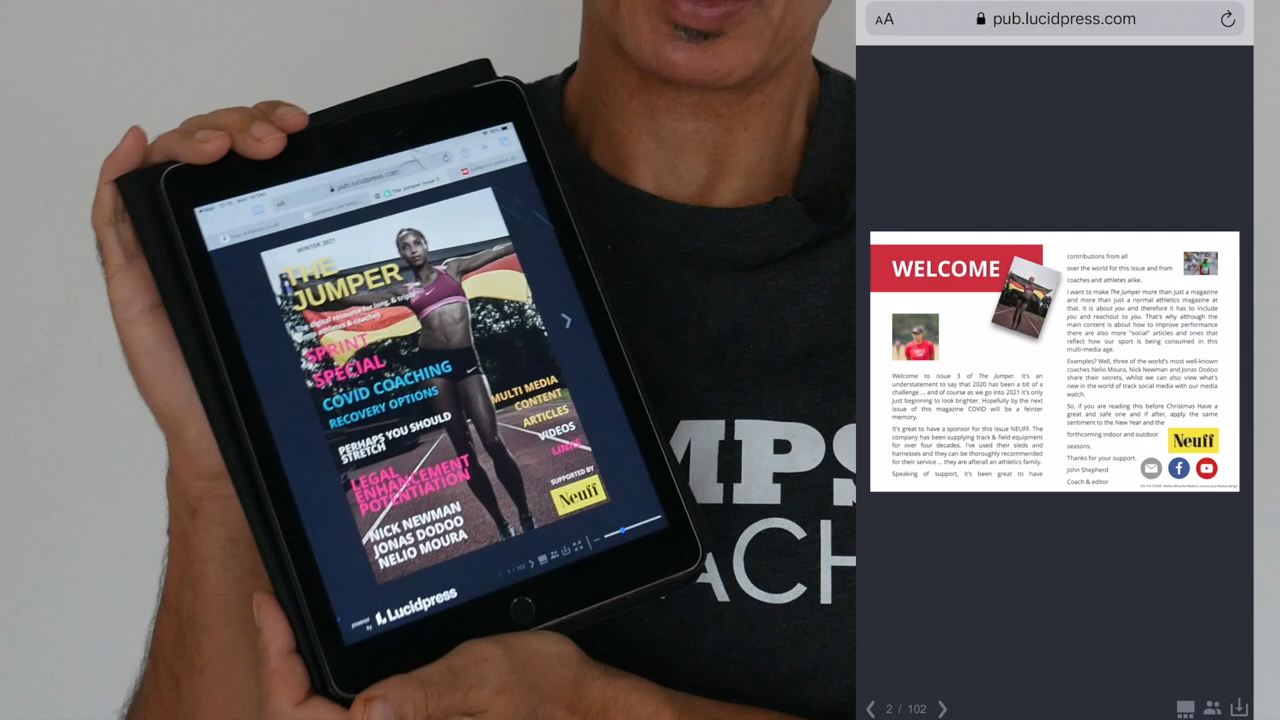 pub.lucidpress.com
The Jumper Issue 3
WINTER 2021
THE
JUMPER
SPRINT
SPECIAL
COVID COACHING
RECOVERY OPTIONS
PERHAPS YOU SHOULD
STRETCH
LEGAL
ENHANCEMENT
POTENTIATION
NICK NEWMAN
JONAS DODOO
NELIO MOURA
MULTI MEDIA
CONTENT
ARTICLES
VIDEOS
LINKS
SUPPORTED BY
Neuff
powered
by
Lucidpress
MPS
ACH
AA
pub.lucidpress.com
WELCOME
Welcome to issue 3 of The Jumper. It's an
understatement to say that 2020 has been a bit of a
challenge ... and of course as we go into 2021 it's only
just beginning to look brighter. Hopefully by the next
issue of this magazine COVID will be a feinter
memory.
It's great to have a sponsor for this issue NEUFF. The
company has been supplying track & field equipment
for over four decades. I've used their sleds and
harnesses and they can be thoroughly recommended
for their service ... they are afterall an athletics family.
Speaking of support, it's been great to have
contributions from all
over the world for this issue and from
coaches and athletes alike.
I want to make The Jumper more than just a magazine
and more than just a normal athletics magazine at
that. It is about you and therefore it has to include
you and reachout to you. That's why although the
main content is about how to improve performance
there are also more "social" articles and ones that
reflect how our sport is being consumed in this
multi-media age.
Examples? Well, three of the world's most well-known
coaches Nelio Moura, Nick Newman and Jonas Dodoo
share their secrets, whilst we can also view what's
new in the world of track social media with our media
watch.
So, if you are reading this before Christmas Have a
great and safe one and if after, apply the same
sentiment to the New Year and the
forthcoming indoor and outdoor
seasons.
Thanks for your support,
John Shepherd
Coach & editor
Neuff
2 / 102